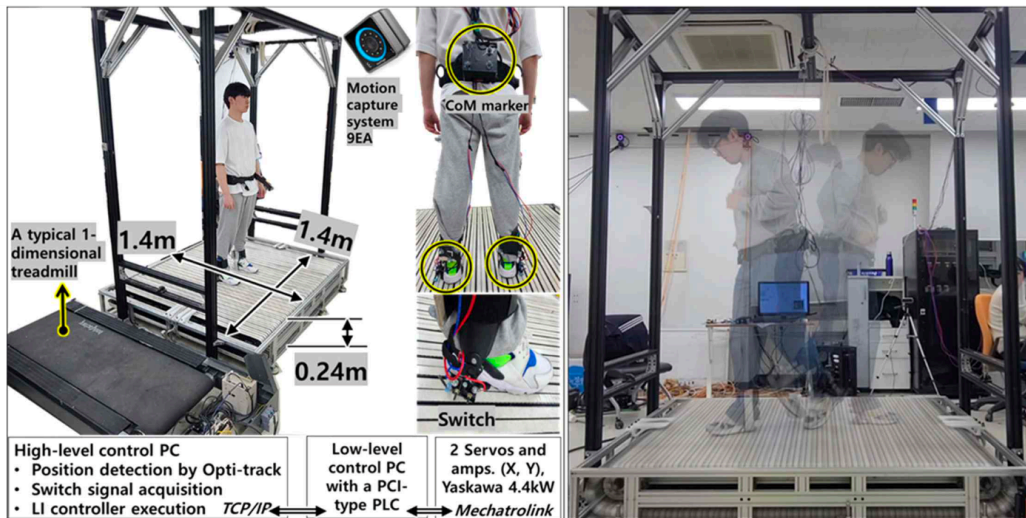 Motion
capture
system
9EA
CoM marker
A typical 1-
dimensional
treadmill
1.4m
1.4m
0.24m
Switch
High-level control PC
• Position detection by Opti-track
• Switch signal acquisition
• LI controller execution
TCP/IP
Low-level
control PC
with a PCI-
type PLC
2 Servos and
amps. (X, Y),
Yaskawa 4.4kW
Mechatrolink